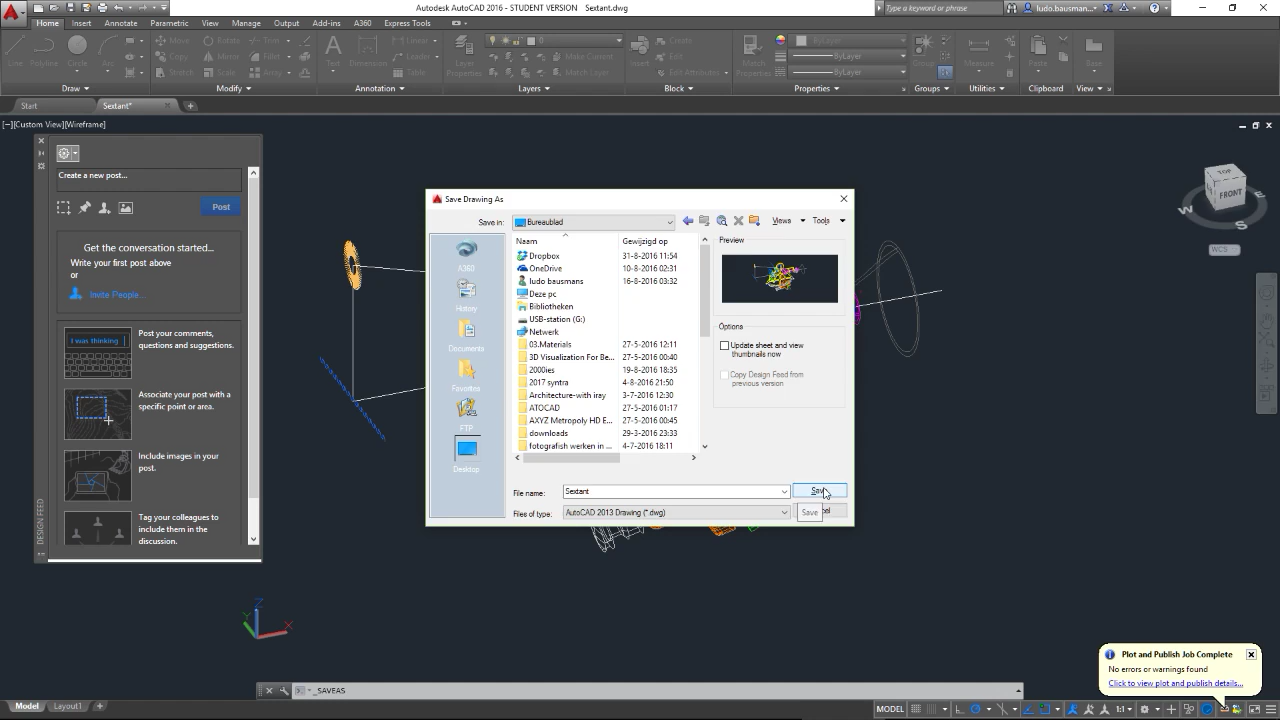 Autodesk AutoCAD 2016 - STUDENT VERSION Sextant.dwg
Type a keyword or phrase
ludo.bausman...
Home Insert Annotate Parametric View Manage Output Add-ins A360 Express Tools
Line Polyline Circle Arc
Move Rotate Trim
Copy Mirror Fillet
Stretch Scale Array
Text Dimension
Linear
Leader
Table
Layer Properties
0
Make Current
Match Layer
Insert
Create
Edit
Edit Attributes
Match Properties
ByLayer
ByLayer
ByLayer
Group
Measure
Paste
Base
Draw Modify Annotation Layers Block Properties Groups Utilities Clipboard View
Start
Sextant*
[−][Custom View][Wireframe]
Create a new post...
Post
Get the conversation started...
Write your first post above
or
Invite People...
I was thinking
Post your comments, questions and suggestions.
Associate your post with a specific point or area.
Include images in your post.
Tag your colleagues to include them in the discussion.
DESIGN FEED
Save Drawing As
Save in:
Bureaublad
Views
Tools
A360
History
Documents
Favorites
FTP
Desktop
Naam Gewijzigd op
Dropbox 31-8-2016 11:54
OneDrive 10-8-2016 02:31
ludo bausmans 16-8-2016 03:32
Deze pc
Bibliotheken
USB-station (G:)
Netwerk
03.Materials 27-5-2016 12:11
3D Visualization For Be... 27-5-2016 00:40
2000ies 19-8-2016 18:35
2017 syntra 4-8-2016 21:50
Architecture-with iray 3-7-2016 12:30
ATOCAD 27-5-2016 01:17
AXYZ Metropoly HD E... 27-5-2016 00:45
downloads 29-3-2016 23:33
fotografish werken in ... 4-7-2016 18:11
Preview
Options
Update sheet and view thumbnails now
Copy Design Feed from previous version
File name: Sextant
Save
Files of type: AutoCAD 2013 Drawing (*.dwg)
Save
TOP
FRONT
W
S
WCS
Z
Y
X
*_SAVEAS
Plot and Publish Job Complete
No errors or warnings found
Click to view plot and publish details...
Model Layout1
MODEL
1:1